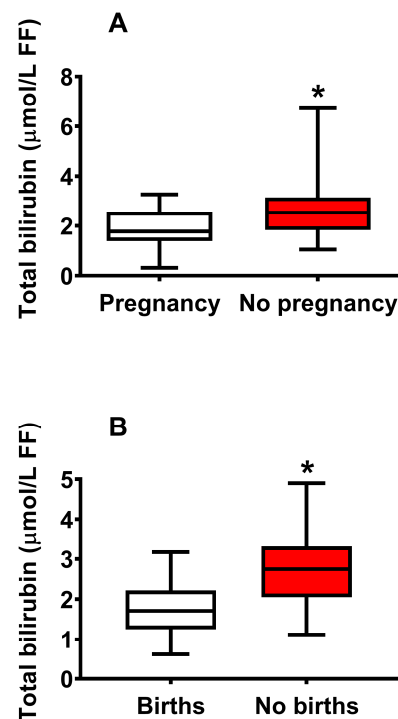 A
Total bilirubin (μmol/L FF)
8
6
4
2
0
*
Pregnancy No pregnancy
B
Total bilirubin (μmol/L FF)
5
4
3
2
1
0
*
Births No births